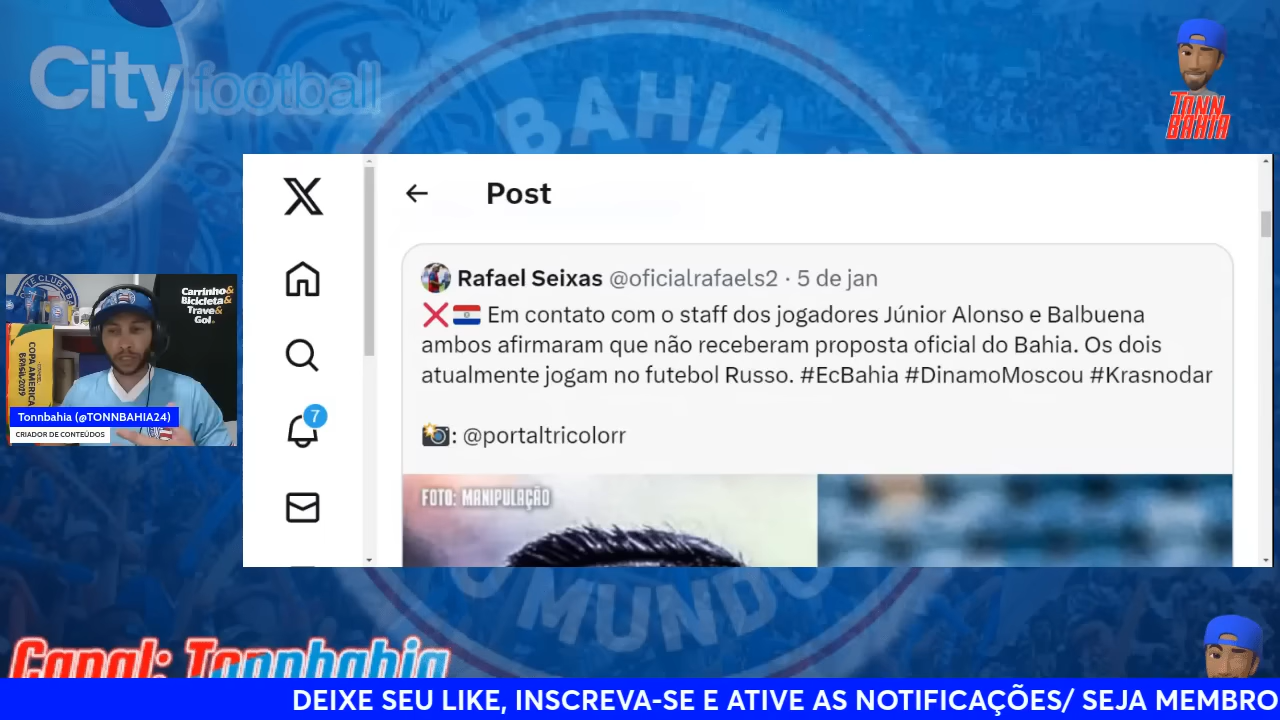 City football
BAHIA
TONN
BAHIA
Post
Rafael Seixas @oficialrafaels2 · 5 de jan
❌🇵🇾 Em contato com o staff dos jogadores Júnior Alonso e Balbuena
ambos afirmaram que não receberam proposta oficial do Bahia. Os dois
atualmente jogam no futebol Russo. #EcBahia #DinamoMoscou #Krasnodar
📸: @portaltricolorr
FOTO: MANIPULAÇÃO
7
Carrinho&
Bicicleta&
Trave&
Gol.
COPA AMERICA
BRASIL 2019
Tonnbahia (@TONNBAHIA24)
CRIADOR DE CONTEÚDOS
O MUNDO
Canal: Tonnbahia
DEIXE SEU LIKE, INSCREVA-SE E ATIVE AS NOTIFICAÇÕES/ SEJA MEMBRO